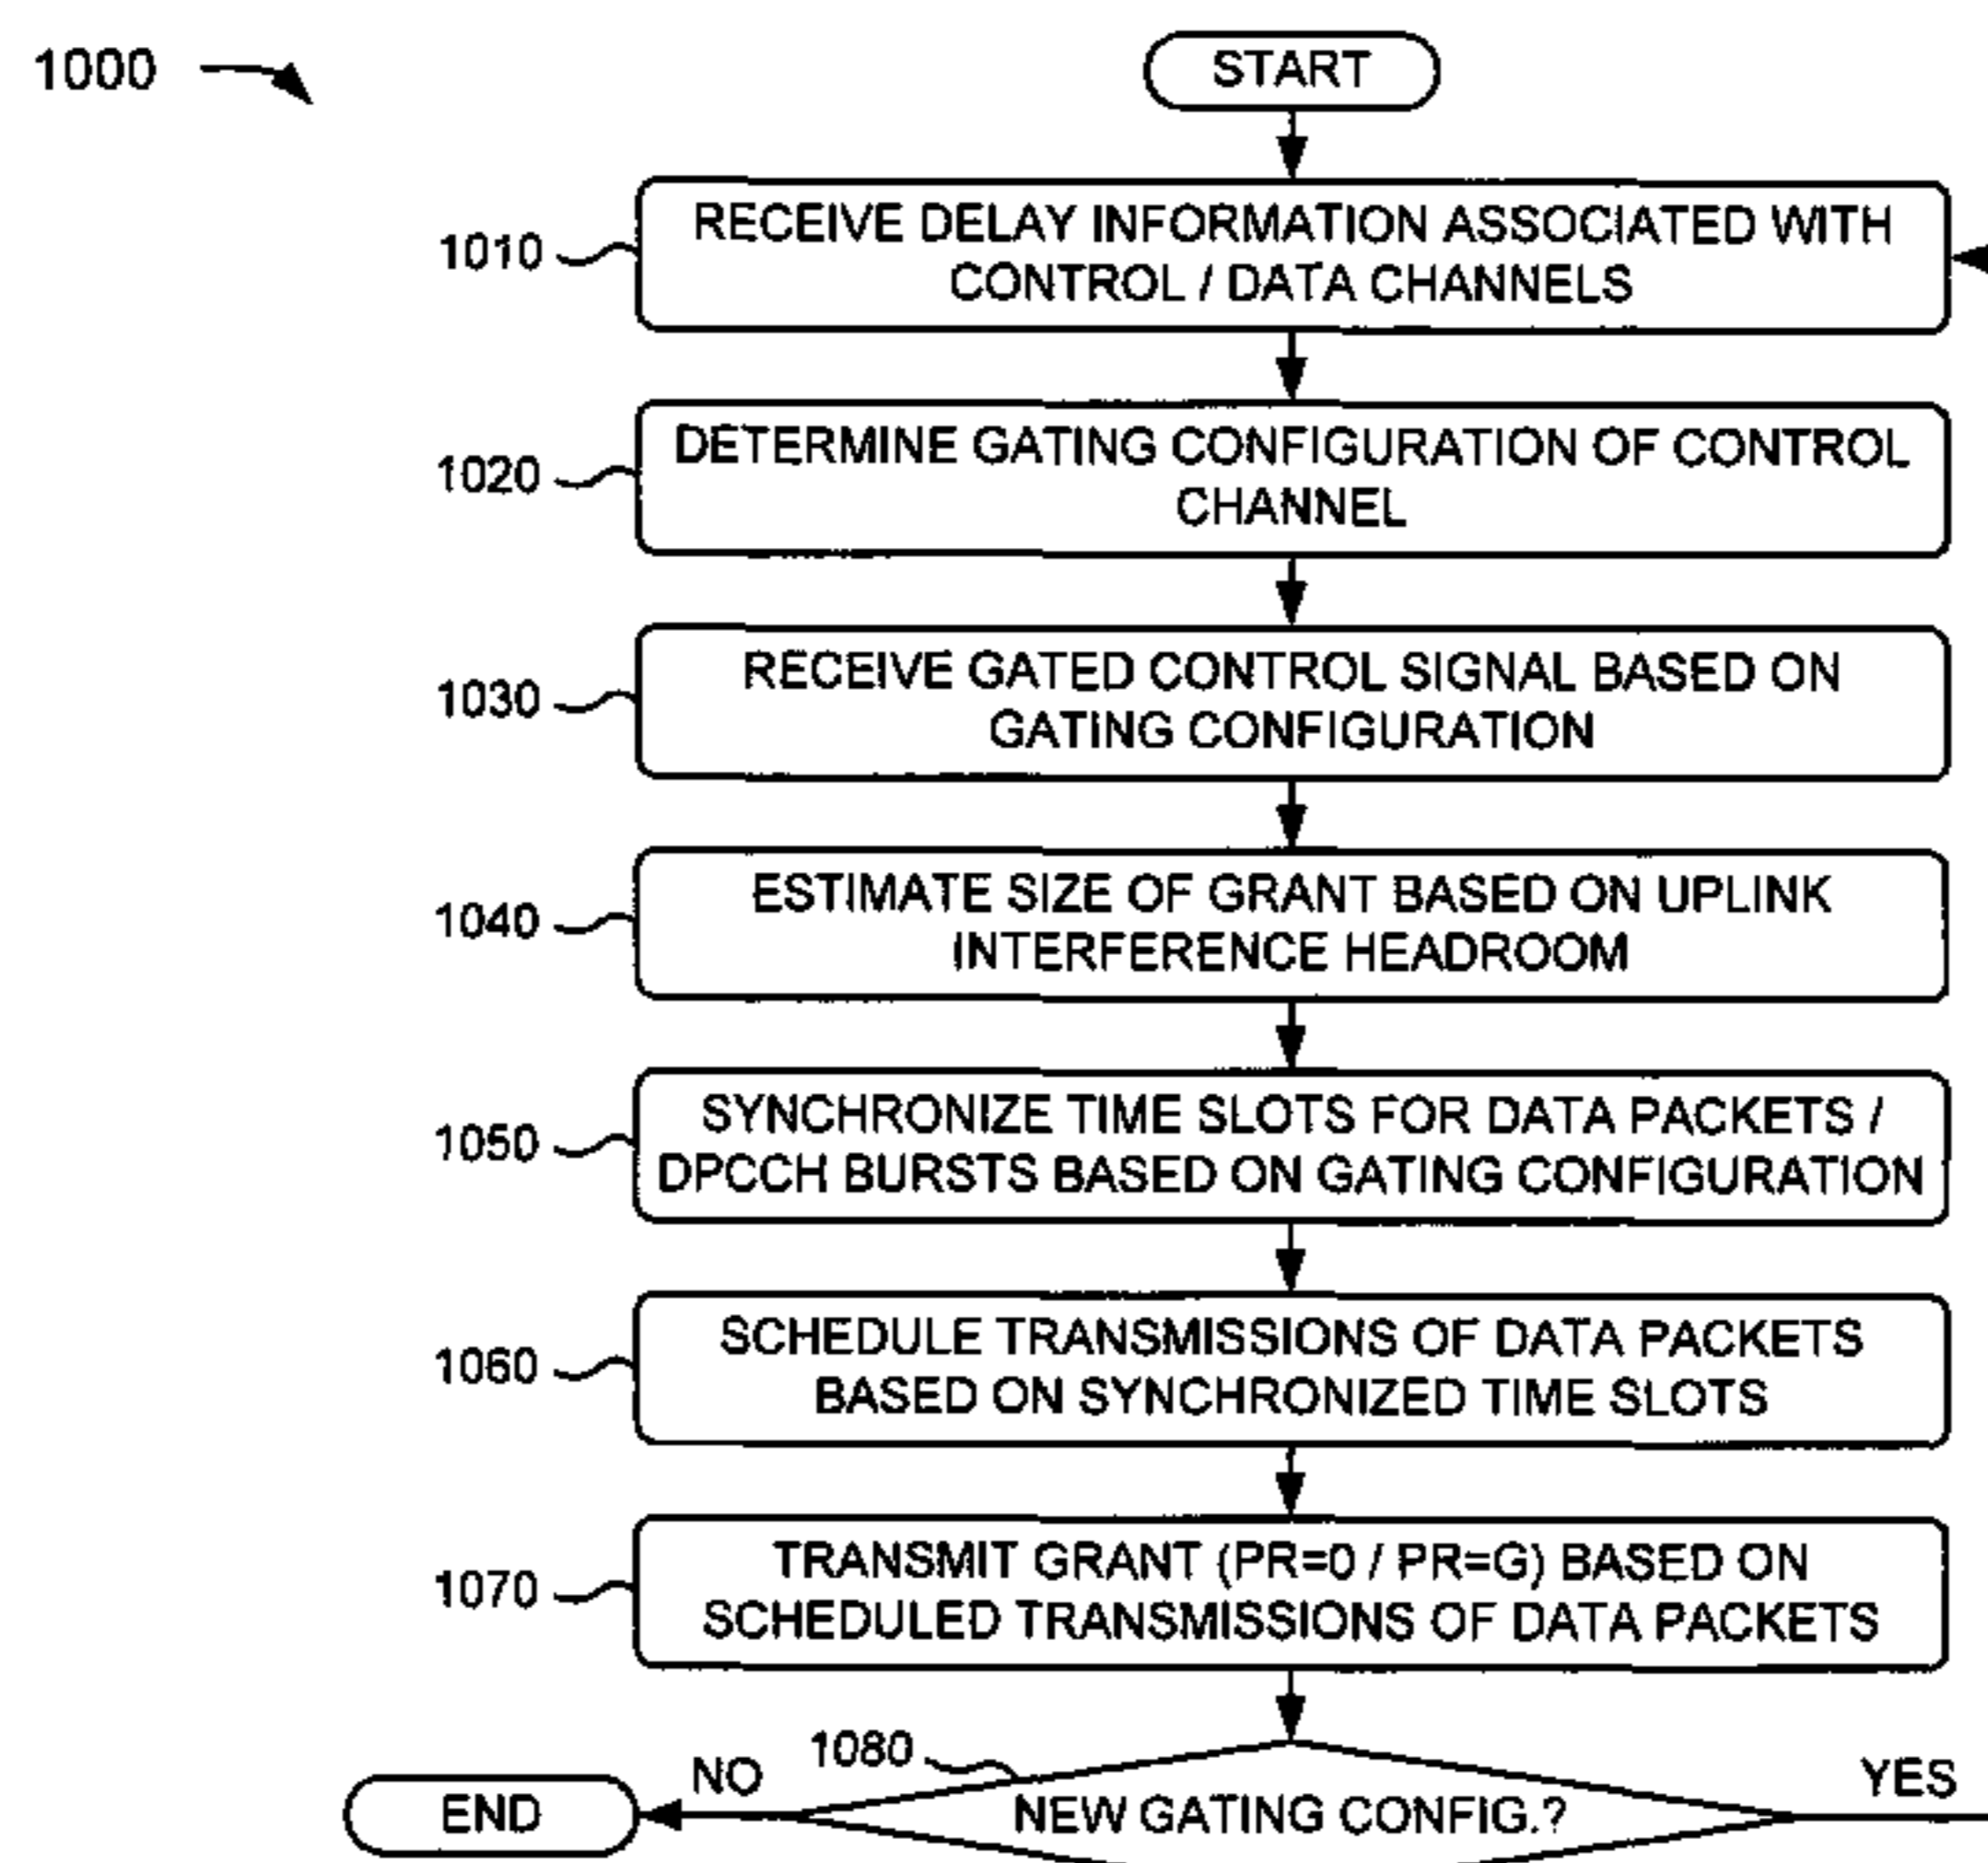 1000
START
1010
RECEIVE DELAY INFORMATION ASSOCIATED WITH
CONTROL / DATA CHANNELS
1020
DETERMINE GATING CONFIGURATION OF CONTROL
CHANNEL
1030
RECEIVE GATED CONTROL SIGNAL BASED ON
GATING CONFIGURATION
1040
ESTIMATE SIZE OF GRANT BASED ON UPLINK
INTERFERENCE HEADROOM
1050
SYNCHRONIZE TIME SLOTS FOR DATA PACKETS /
DPCCH BURSTS BASED ON GATING CONFIGURATION
1060
SCHEDULE TRANSMISSIONS OF DATA PACKETS
BASED ON SYNCHRONIZED TIME SLOTS
1070
TRANSMIT GRANT (PR=0 / PR=G) BASED ON
SCHEDULED TRANSMISSIONS OF DATA PACKETS
1080
NO
YES
END
NEW GATING CONFIG.?